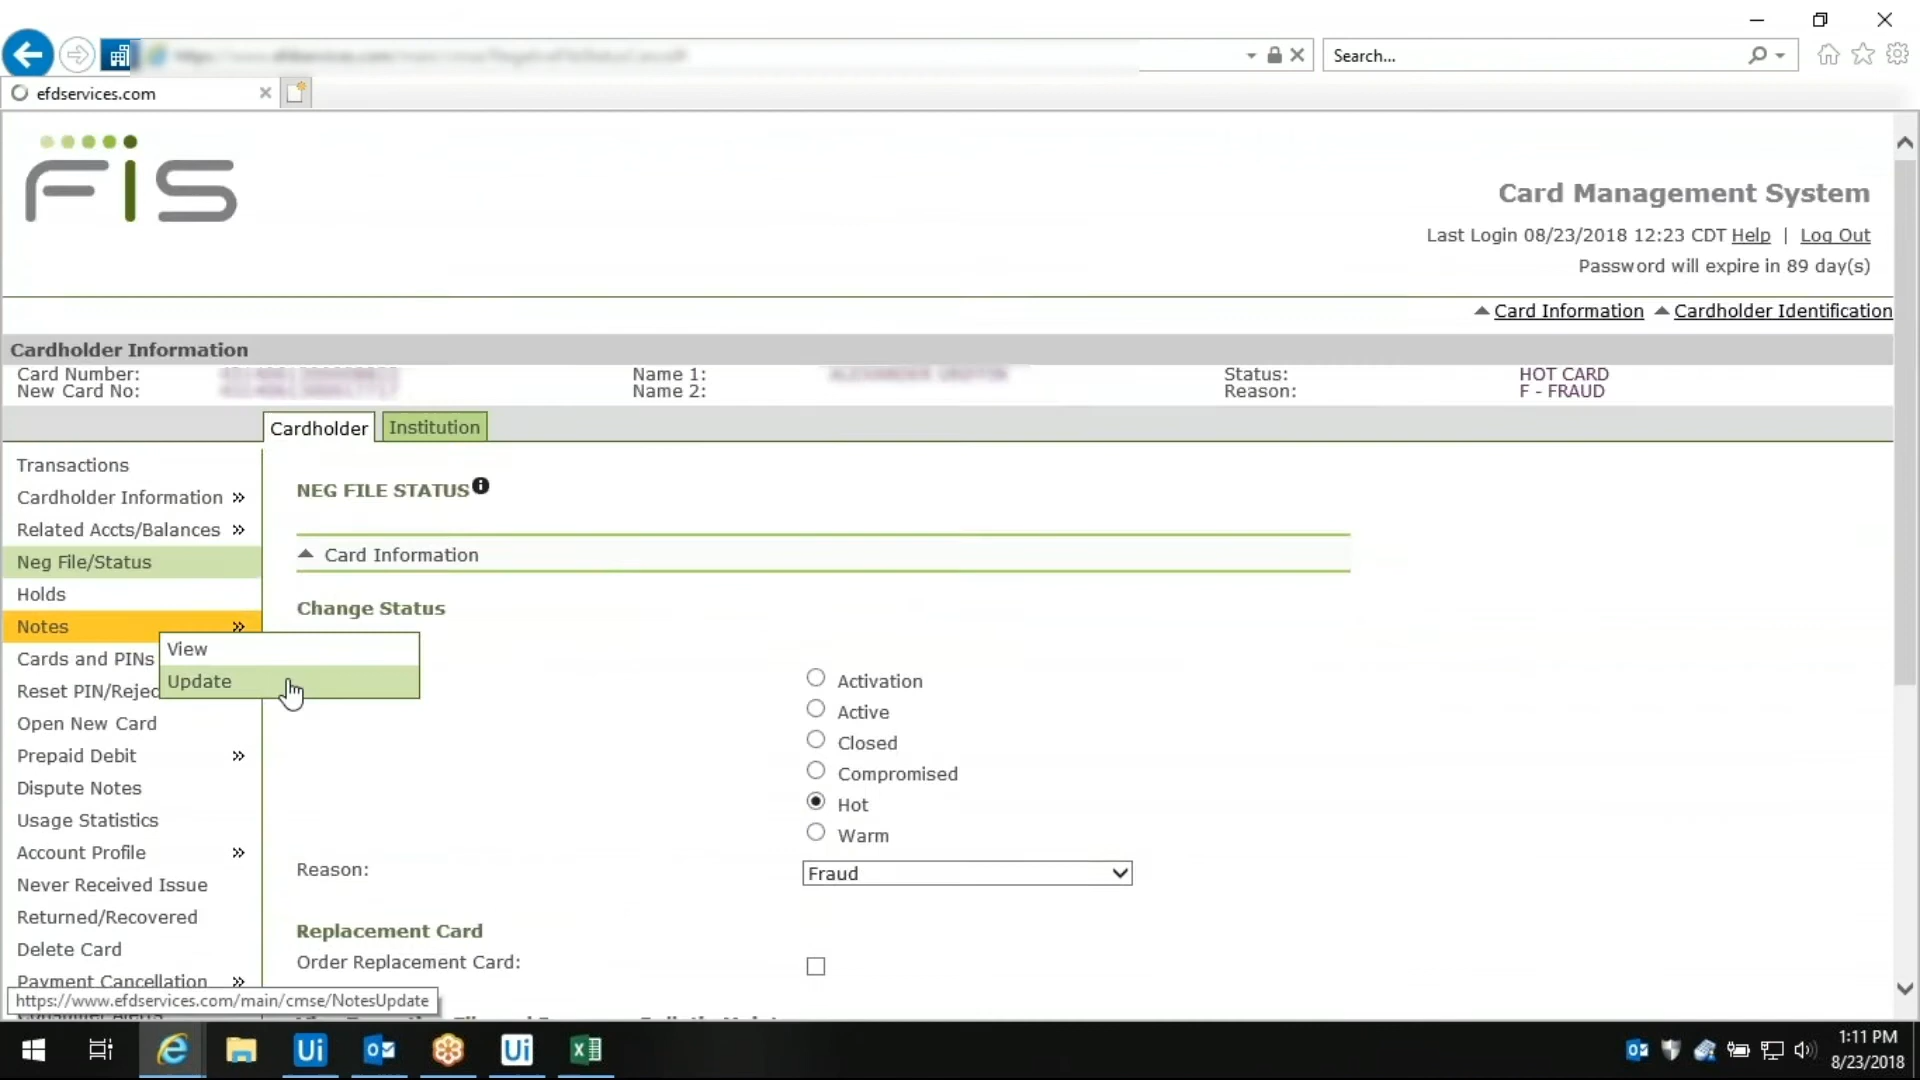 Search...
efdservices.com
FIS
Card Management System
Last Login 08/23/2018 12:23 CDT Help | Log Out
Password will expire in 89 day(s)
Card Information Cardholder Identification
Cardholder Information
Card Number: Name 1: Status: HOT CARD
New Card No: Name 2: Reason: F - FRAUD
Cardholder Institution
Transactions
Cardholder Information »
Related Accts/Balances »
Neg File/Status
Holds
Notes »
View
Update
Cards and PINs
Reset PIN/Rejec
Open New Card
Prepaid Debit »
Dispute Notes
Usage Statistics
Account Profile »
Never Received Issue
Returned/Recovered
Delete Card
Payment Cancellation »
https://www.efdservices.com/main/cmse/NotesUpdate
NEG FILE STATUS
Card Information
Change Status
Activation
Active
Closed
Compromised
Hot
Warm
Reason: Fraud
Replacement Card
Order Replacement Card:
1:11 PM
8/23/2018